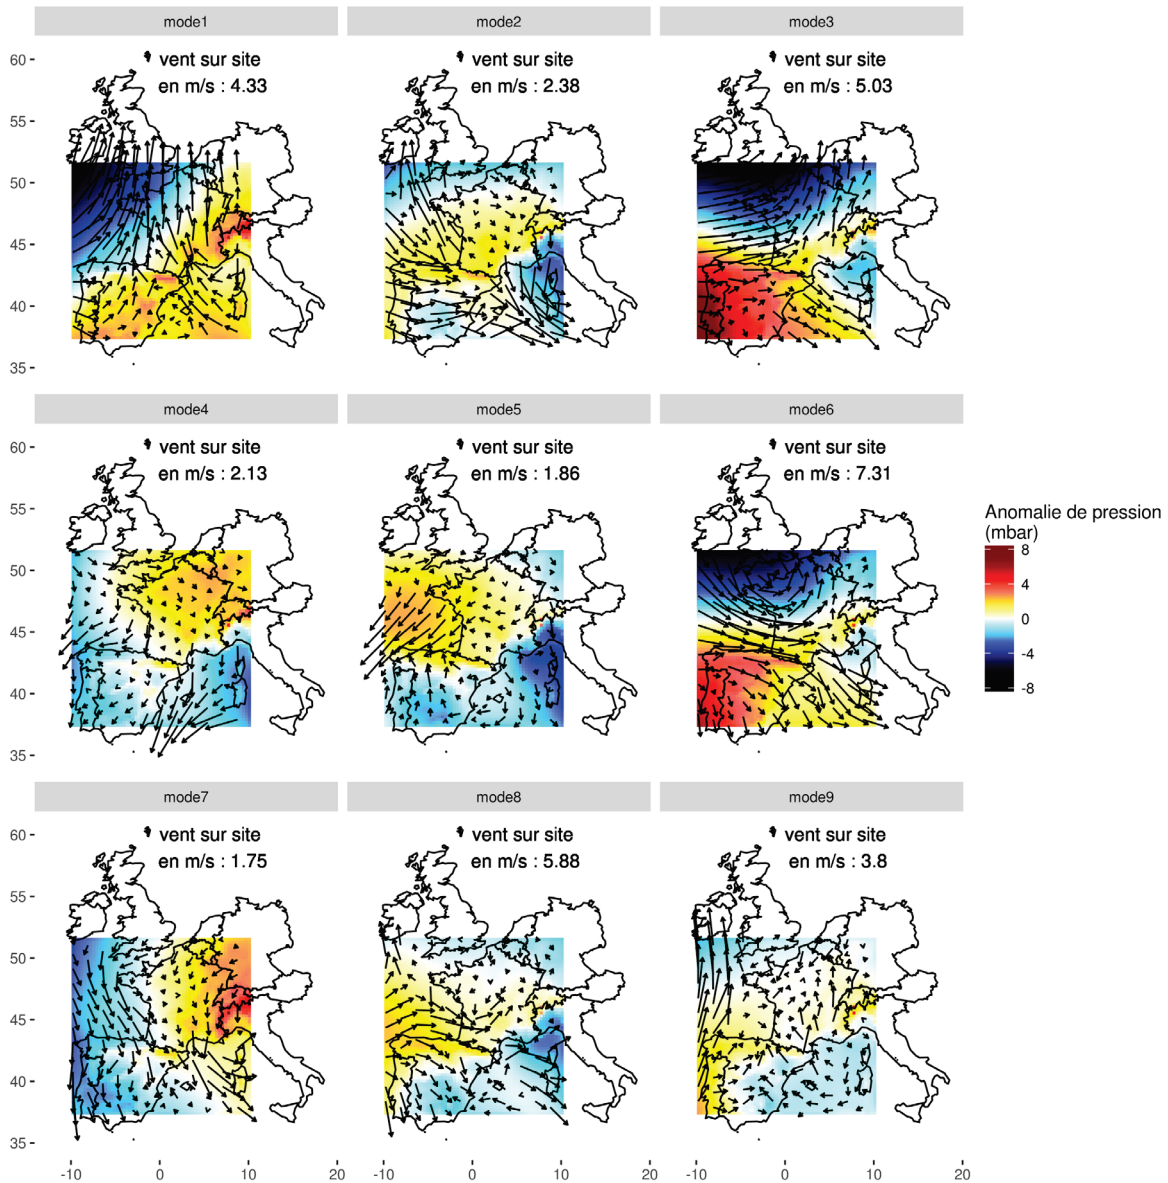 mode1
mode2
mode3
vent sur site
en m/s : 4.33
vent sur site
en m/s : 2.38
vent sur site
en m/s : 5.03
60
55
50
45
40
35
mode4
mode5
mode6
vent sur site
en m/s : 2.13
vent sur site
en m/s : 1.86
vent sur site
en m/s : 7.31
60
55
50
45
40
35
Anomalie de pression
(mbar)
8
4
0
-4
-8
mode7
mode8
mode9
vent sur site
en m/s : 1.75
vent sur site
en m/s : 5.88
vent sur site
en m/s : 3.8
60
55
50
45
40
35
-10 0 10 20
-10 0 10 20
-10 0 10 20